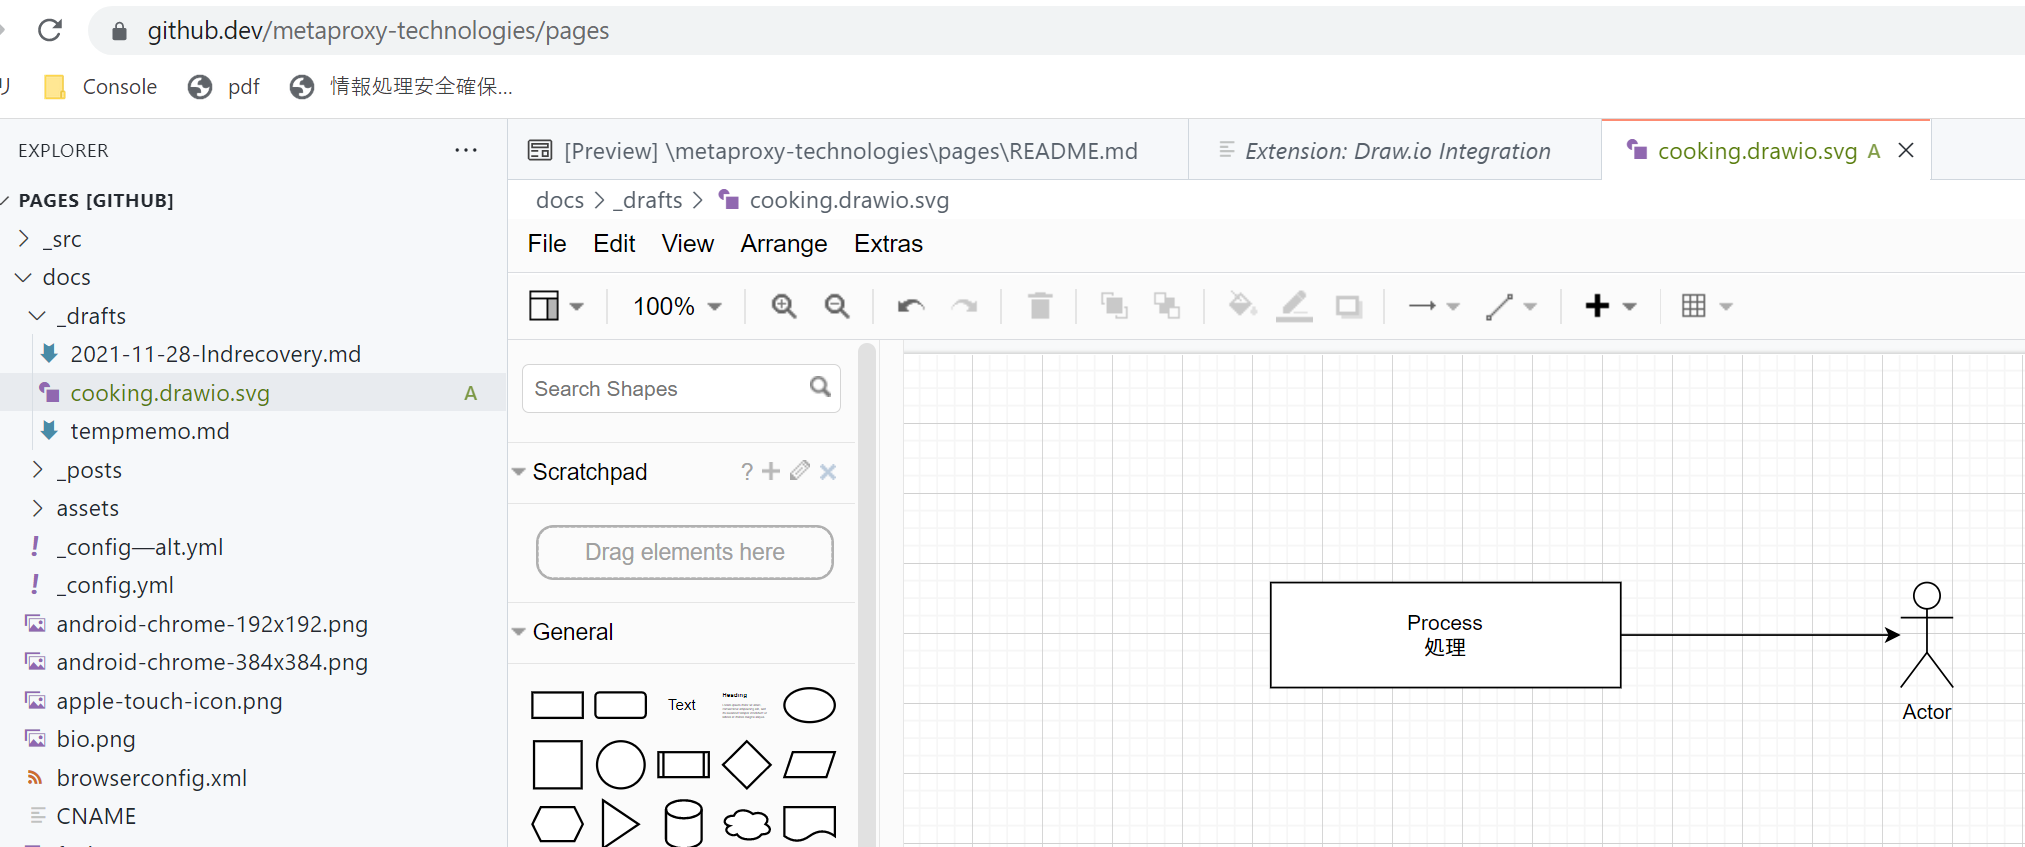 github.dev/metaproxy-technologies/pages
リ Console pdf 情報処理安全確保...
EXPLORER
PAGES [GITHUB]
_src
docs
_drafts
2021-11-28-lndrecovery.md
cooking.drawio.svg A
tempmemo.md
_posts
assets
_config—alt.yml
_config.yml
android-chrome-192x192.png
android-chrome-384x384.png
apple-touch-icon.png
bio.png
browserconfig.xml
CNAME
[Preview] \metaproxy-technologies\pages\README.md
Extension: Draw.io Integration
cooking.drawio.svg A
docs > _drafts > cooking.drawio.svg
File Edit View Arrange Extras
100%
Search Shapes
Scratchpad ?
Drag elements here
General
Text
Heading
Process
処理
Actor